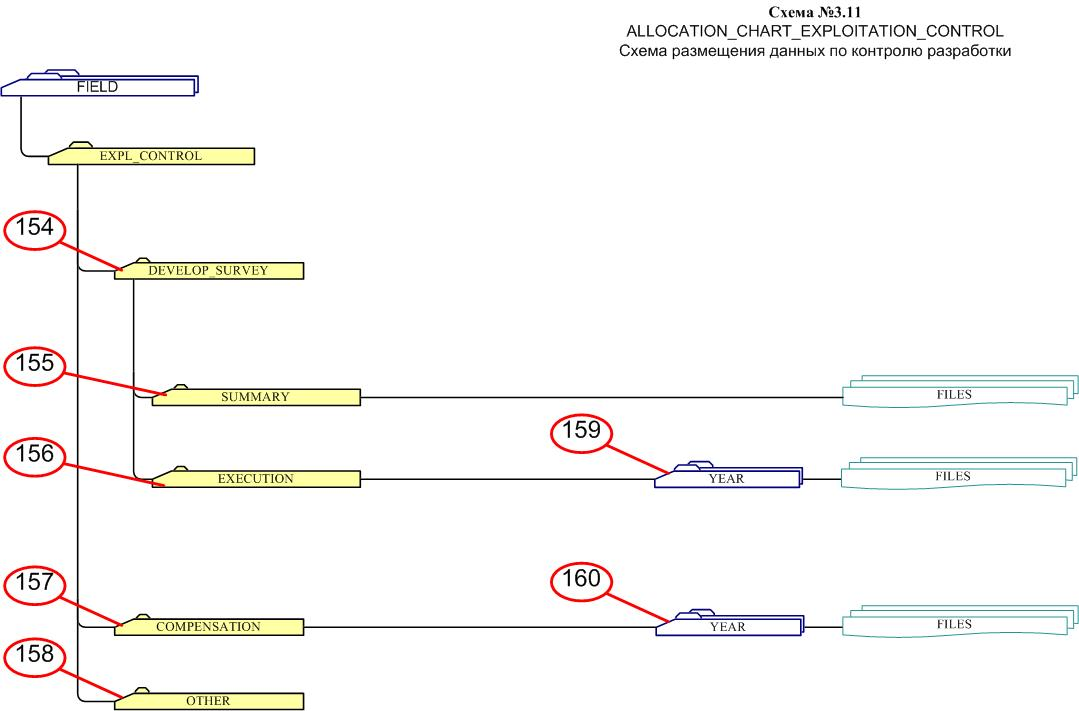 Схема №3.11
ALLOCATION_CHART_EXPLOITATION_CONTROL
Схема размещения данных по контролю разработки
FIELD
EXPL_CONTROL
154
DEVELOP_SURVEY
155
SUMMARY
FILES
156
EXECUTION
159
YEAR
FILES
157
COMPENSATION
160
YEAR
FILES
158
OTHER